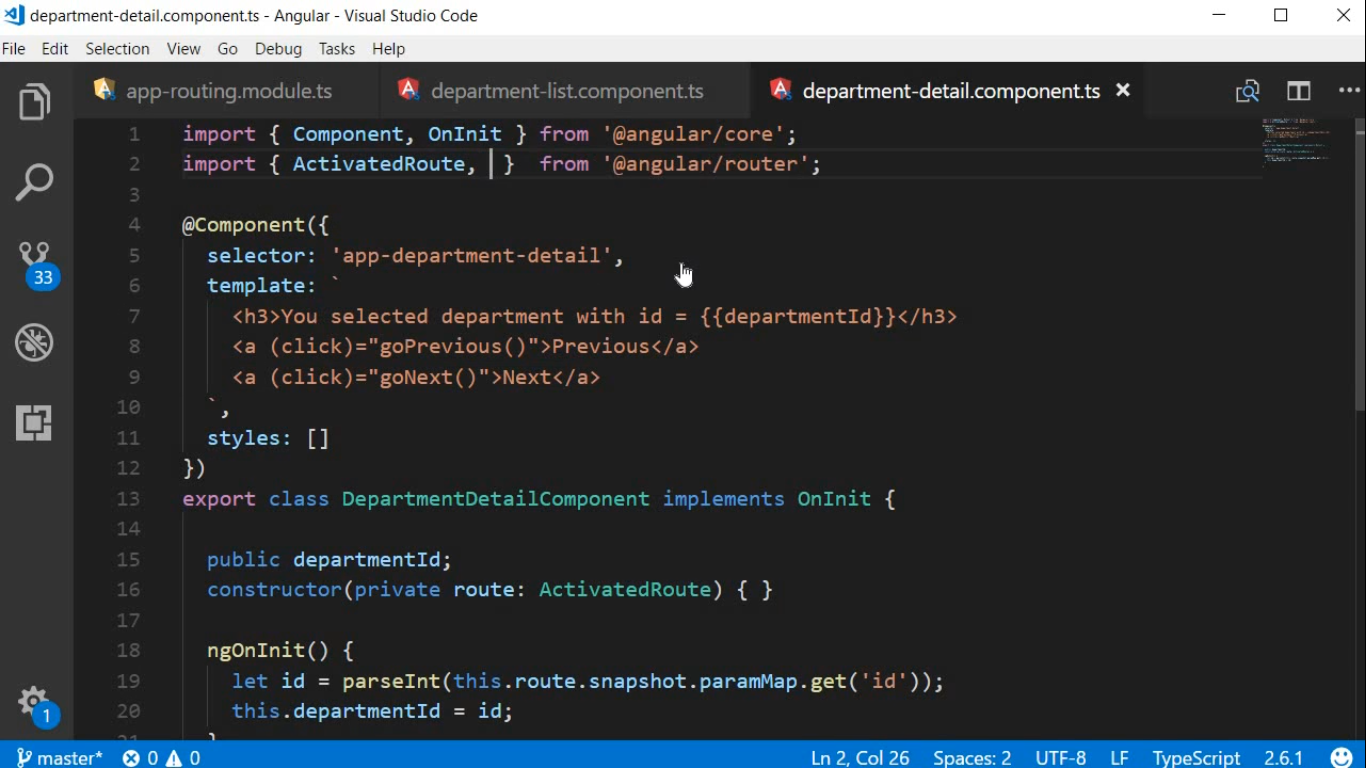 department-detail.component.ts - Angular - Visual Studio Code
File Edit Selection View Go Debug Tasks Help
app-routing.module.ts department-list.component.ts department-detail.component.ts
1 import { Component, OnInit } from '@angular/core';
2 import { ActivatedRoute, }  from '@angular/router';
3
4 @Component({
5   selector: 'app-department-detail',
6   template: `
7     <h3>You selected department with id = {{departmentId}}</h3>
8     <a (click)="goPrevious()">Previous</a>
9     <a (click)="goNext()">Next</a>
10   `,
11   styles: []
12 })
13 export class DepartmentDetailComponent implements OnInit {
14
15   public departmentId;
16   constructor(private route: ActivatedRoute) { }
17
18   ngOnInit() {
19     let id = parseInt(this.route.snapshot.paramMap.get('id'));
20     this.departmentId = id;
33
1
master* 0 0 Ln 2, Col 26 Spaces: 2 UTF-8 LF TypeScript 2.6.1